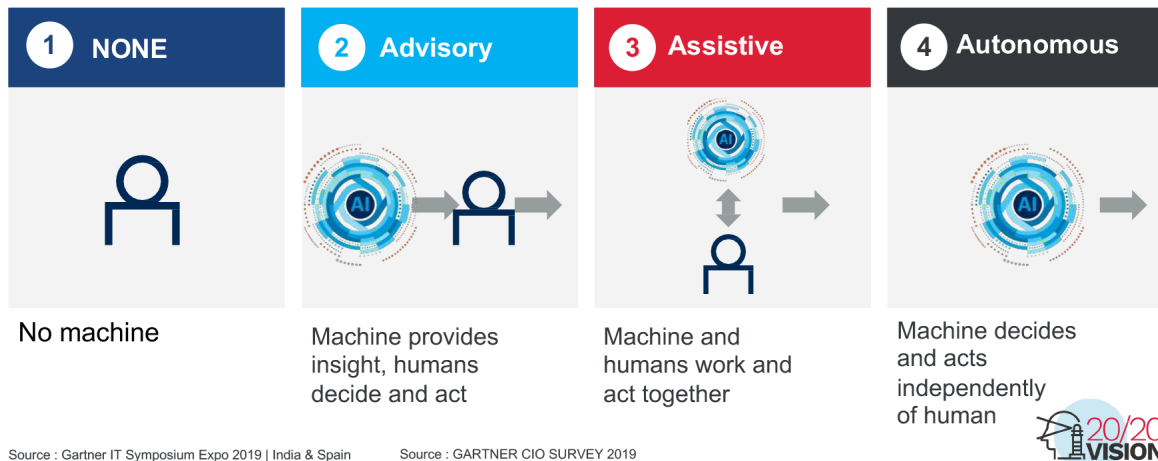 1 NONE
2 Advisory
3 Assistive
4 Autonomous
AI
AI
AI
No machine
Machine provides
insight, humans
decide and act
Machine and
humans work and
act together
Machine decides
and acts
independently
of human
20/20
VISION
Source : Gartner IT Symposium Expo 2019 | India & Spain
Source : GARTNER CIO SURVEY 2019